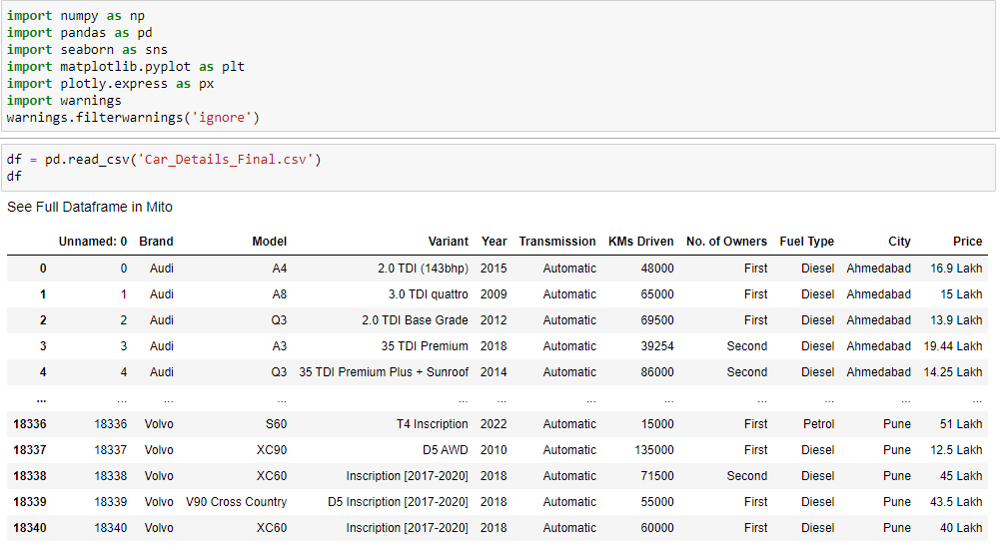 import numpy as np
import pandas as pd
import seaborn as sns
import matplotlib.pyplot as plt
import plotly.express as px
import warnings
warnings.filterwarnings('ignore')
df = pd.read_csv('Car_Details_Final.csv')
df
See Full Dataframe in Mito
Unnamed: 0 Brand Model Variant Year Transmission KMs Driven No. of Owners Fuel Type City Price
0 0 Audi A4 2.0 TDI (143bhp) 2015 Automatic 48000 First Diesel Ahmedabad 16.9 Lakh
1 1 Audi A8 3.0 TDI quattro 2009 Automatic 65000 First Diesel Ahmedabad 15 Lakh
2 2 Audi Q3 2.0 TDI Base Grade 2012 Automatic 69500 First Diesel Ahmedabad 13.9 Lakh
3 3 Audi A3 35 TDI Premium 2018 Automatic 39254 Second Diesel Ahmedabad 19.44 Lakh
4 4 Audi Q3 35 TDI Premium Plus + Sunroof 2014 Automatic 86000 Second Diesel Ahmedabad 14.25 Lakh
... ... ... ... ... ... ... ... ... ... ... ...
18336 18336 Volvo S60 T4 Inscription 2022 Automatic 15000 First Petrol Pune 51 Lakh
18337 18337 Volvo XC90 D5 AWD 2010 Automatic 135000 First Diesel Pune 12.5 Lakh
18338 18338 Volvo XC60 Inscription [2017-2020] 2018 Automatic 71500 Second Diesel Pune 45 Lakh
18339 18339 Volvo V90 Cross Country D5 Inscription [2017-2020] 2018 Automatic 55000 First Diesel Pune 43.5 Lakh
18340 18340 Volvo XC60 Inscription [2017-2020] 2018 Automatic 60000 First Diesel Pune 40 Lakh